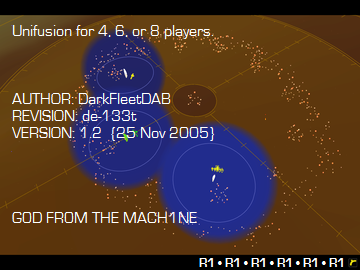 Unifusion for 4, 6, or 8 players.
AUTHOR: DarkFleetDAB
REVISION: de-133t
VERSION: 1.2 {25 Nov 2005}
GOD FROM THE MACH1NE
R1 • R1 • R1 • R1 • R1 • R1 r